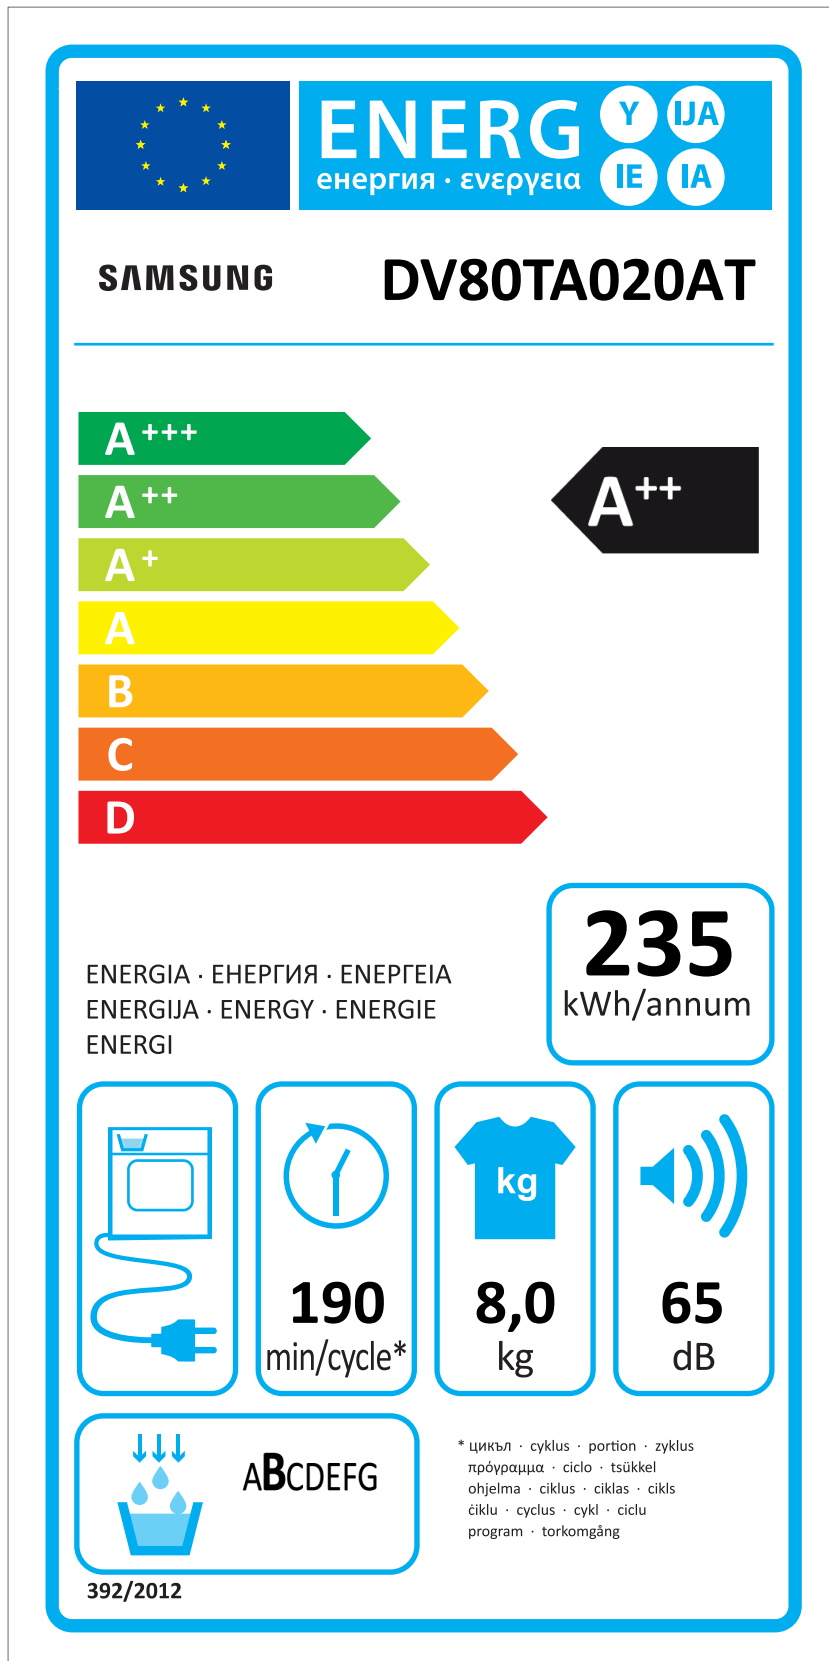 ENERG
Y IJA
IE IA
енергия · ενεργεια
SAMSUNG
DV80TA020AT
A+++
A++
A++
A+
A
B
C
D
235
kWh/annum
ENERGIA · ЕНЕРГИЯ · ΕΝΕΡΓΕΙΑ
ENERGIJA · ENERGY · ENERGIE
ENERGI
190
min/cycle*
kg
8,0
kg
65
dB
ABCDEFG
* цикъл · cyklus · portion · zyklus
πρόγραμμα · ciclo · tsükkel
ohjelma · ciklus · ciklas · cikls
ċiklu · cyclus · cykl · ciclu
program · torkomgång
392/2012